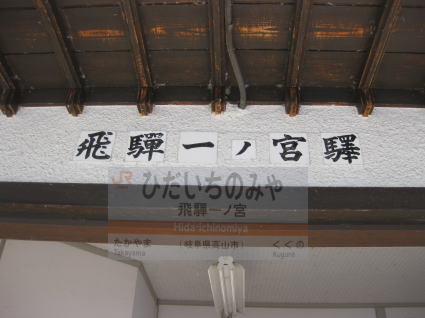 飛驒一ノ宮驛
JR ひだいちのみや
飛驒一ノ宮
Hida-Ichinomiya
たかやま （岐阜県高山市） くぐの
Takayama Kuguno